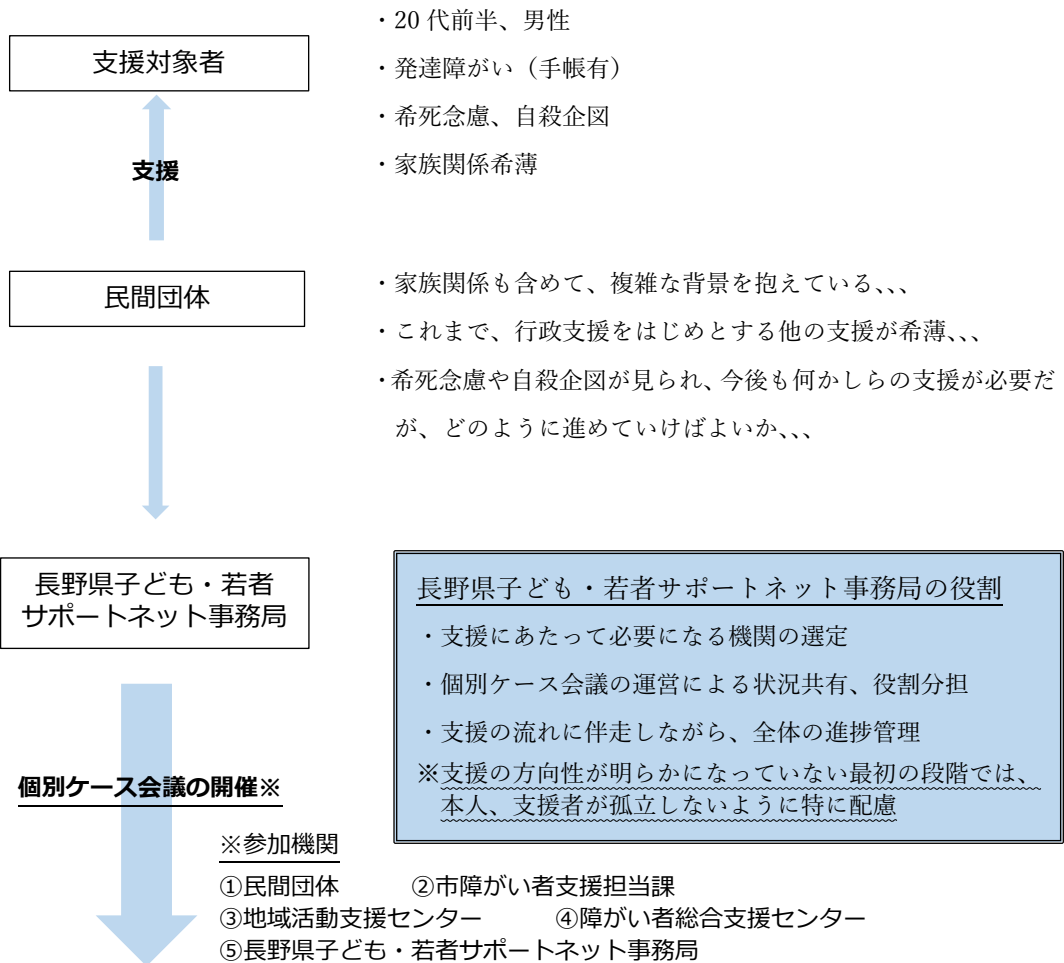 支援対象者
・20 代前半、男性
・発達障がい（手帳有）
・希死念慮、自殺企図
・家族関係希薄
支援
民間団体
・家族関係も含めて、複雑な背景を抱えている、、、
・これまで、行政支援をはじめとする他の支援が希薄、、、
・希死念慮や自殺企図が見られ、今後も何かしらの支援が必要だ
が、どのように進めていけばよいか、、、
長野県子ども・若者
サポートネット事務局
長野県子ども・若者サポートネット事務局の役割
・支援にあたって必要になる機関の選定
・個別ケース会議の運営による状況共有、役割分担
・支援の流れに伴走しながら、全体の進捗管理
※支援の方向性が明らかになっていない最初の段階では、
本人、支援者が孤立しないように特に配慮
個別ケース会議の開催※
※参加機関
①民間団体 ②市障がい者支援担当課
③地域活動支援センター ④障がい者総合支援センター
⑤長野県子ども・若者サポートネット事務局